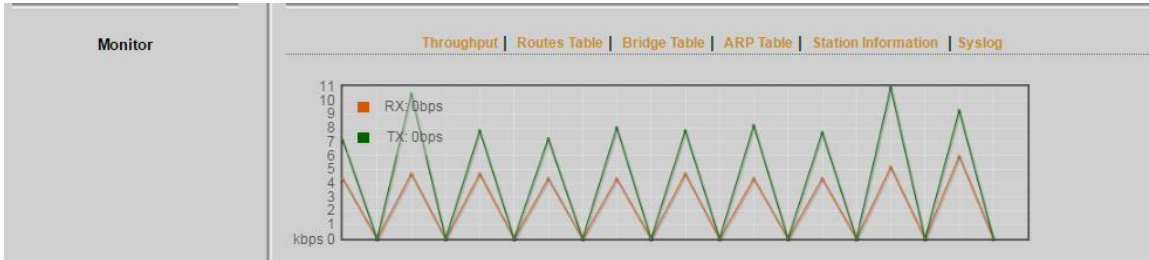 Monitor
Throughput | Routes Table | Bridge Table | ARP Table | Station Information | Syslog
11
10
9
8
7
6
5
4
3
2
1
kbps 0
RX: 0bps
TX: 0bps